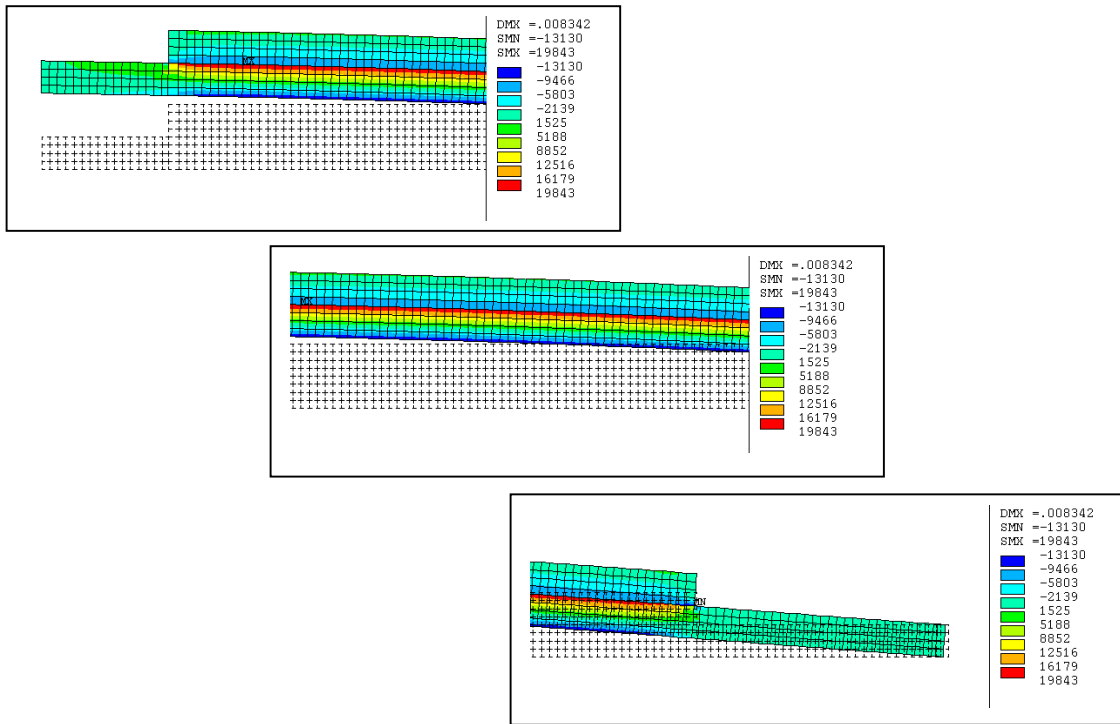 DMX =.008342
SMN =-13130
SMX =19843
-13130
-9466
-5803
-2139
1525
5188
8852
12516
16179
19843
MX
DMX =.008342
SMN =-13130
SMX =19843
-13130
-9466
-5803
-2139
1525
5188
8852
12516
16179
19843
MX
DMX =.008342
SMN =-13130
SMX =19843
-13130
-9466
-5803
-2139
1525
5188
8852
12516
16179
19843
MN